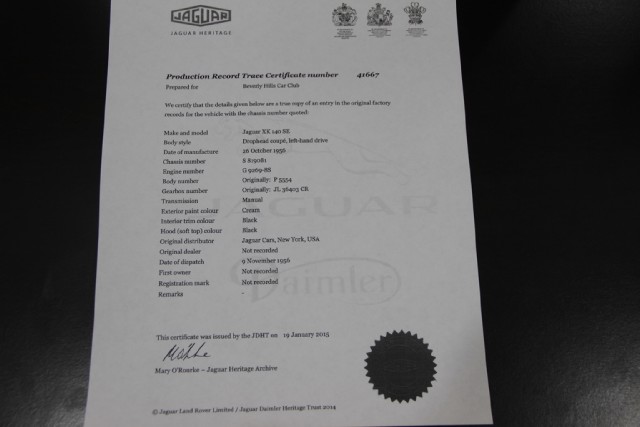 JAGUAR
JAGUAR HERITAGE
Production Record Trace Certificate number 41667
Prepared for Beverly Hills Car Club
We certify that the details given below are a true copy of an entry in the original factory
records for the vehicle with the chassis number quoted:
Make and model Jaguar XK 140 SE
Body style Drophead coupé, left-hand drive
Date of manufacture 26 October 1956
Chassis number S 819081
Engine number G 9269-8S
Body number Originally: P 5554
Gearbox number Originally: JL 36403 CR
Transmission Manual
Exterior paint colour Cream
Interior trim colour Black
Hood (soft top) colour Black
Original distributor Jaguar Cars, New York, USA
Original dealer Not recorded
Date of dispatch 9 November 1956
First owner Not recorded
Registration mark Not recorded
Remarks -
JAGUAR
Daimler
This certificate was issued by the JDHT on 19 January 2015
Mary O'Rourke – Jaguar Heritage Archive
© Jaguar Land Rover Limited / Jaguar Daimler Heritage Trust 2014